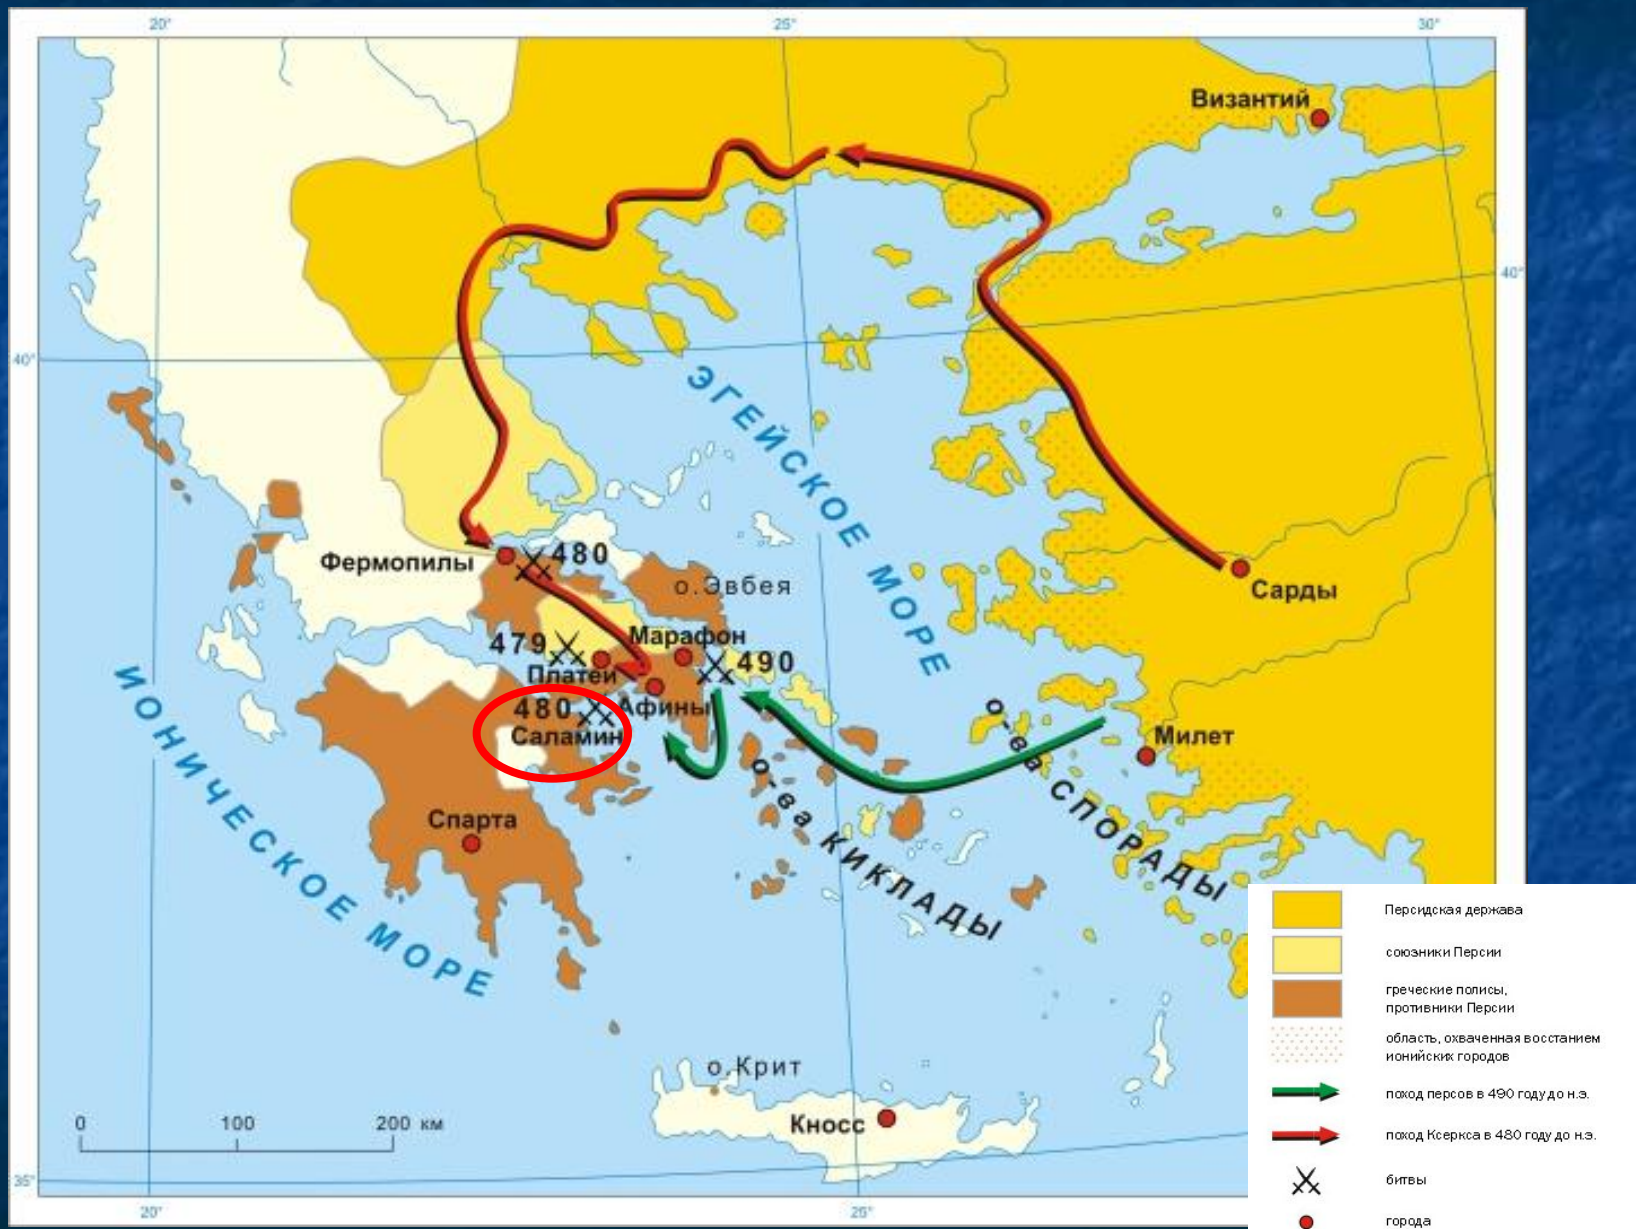 20°
25°
30°
Византий
40°
40°
ЭГЕЙСКОЕ МОРЕ
Фермопилы
480
о.Эвбея
Сарды
479
Марафон
490
Платеи
480
Афины
Саламин
Милет
о-ва СПОРАДЫ
о-ва КИКЛАДЫ
Спарта
ИОНИЧЕСКОЕ МОРЕ
о.Крит
Кносс
0 100 200 км
35°
20°
25°
Персидская держава
союзники Персии
греческие полисы,
противники Персии
область, охваченная восстанием
ионийских городов
поход персов в 490 году до н.э.
поход Ксеркса в 480 году до н.э.
битвы
города